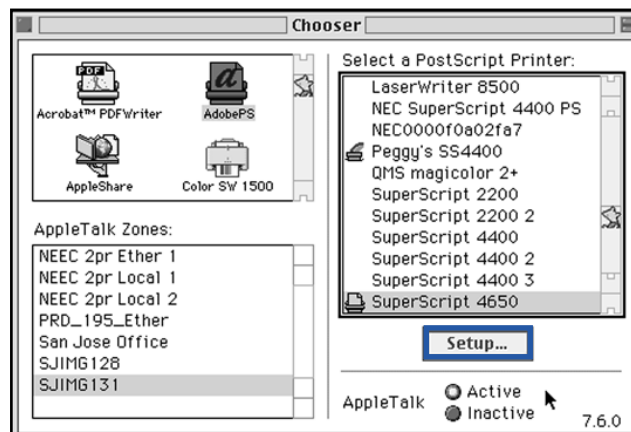 Chooser
PDF
Acrobat™ PDFWriter
a
AdobePS
AppleShare
Color SW 1500
AppleTalk Zones:
NEEC 2pr Ether 1
NEEC 2pr Local 1
NEEC 2pr Local 2
PRD_195_Ether
San Jose Office
SJIMG128
SJIMG131
Select a PostScript Printer:
LaserWriter 8500
NEC SuperScript 4400 PS
NEC0000f0a02fa7
Peggy's SS4400
QMS magicolor 2+
SuperScript 2200
SuperScript 2200 2
SuperScript 4400
SuperScript 4400 2
SuperScript 4400 3
SuperScript 4650
Setup...
AppleTalk
Active
Inactive
7.6.0